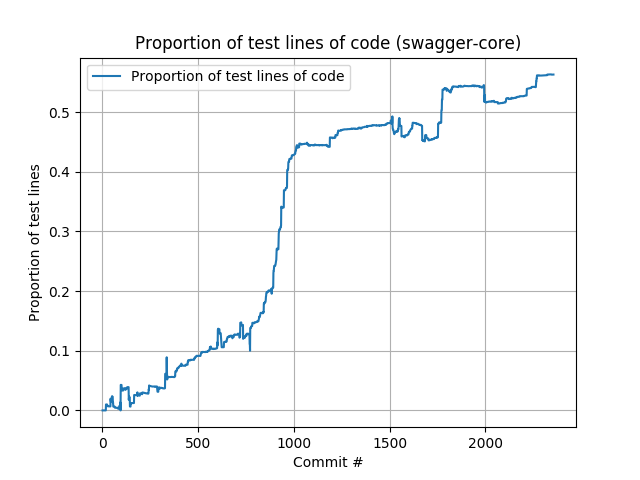 Proportion of test lines of code (swagger-core)
Proportion of test lines of code
Proportion of test lines
0.5
0.4
0.3
0.2
0.1
0.0
0 500 1000 1500 2000
Commit #